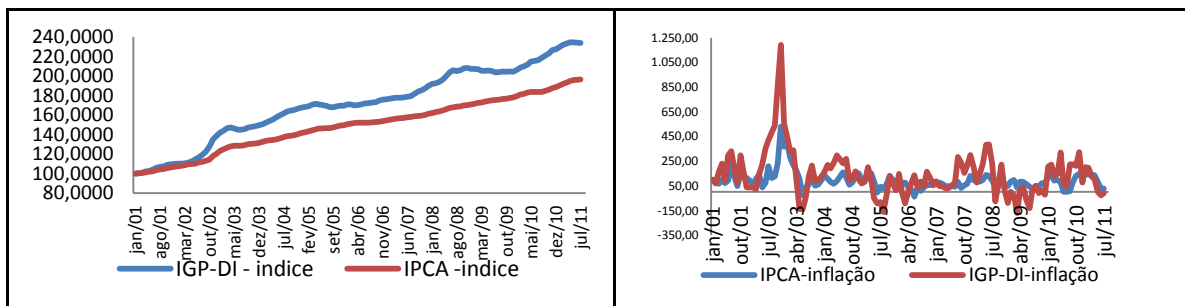 240,0000
220,0000
200,0000
180,0000
160,0000
140,0000
120,0000
100,0000
80,0000
jan/01
ago/01
mar/02
out/02
mai/03
dez/03
jul/04
fev/05
set/05
abr/06
nov/06
jun/07
jan/08
ago/08
mar/09
out/09
mai/10
dez/10
jul/11
IGP-DI - indice
IPCA -indice
1.250,00
1.050,00
850,00
650,00
450,00
250,00
50,00
-150,00
-350,00
jan/01
out/01
jul/02
abr/03
jan/04
out/04
jul/05
abr/06
jan/07
out/07
jul/08
abr/09
jan/10
out/10
jul/11
IPCA-inflação
IGP-DI-inflação